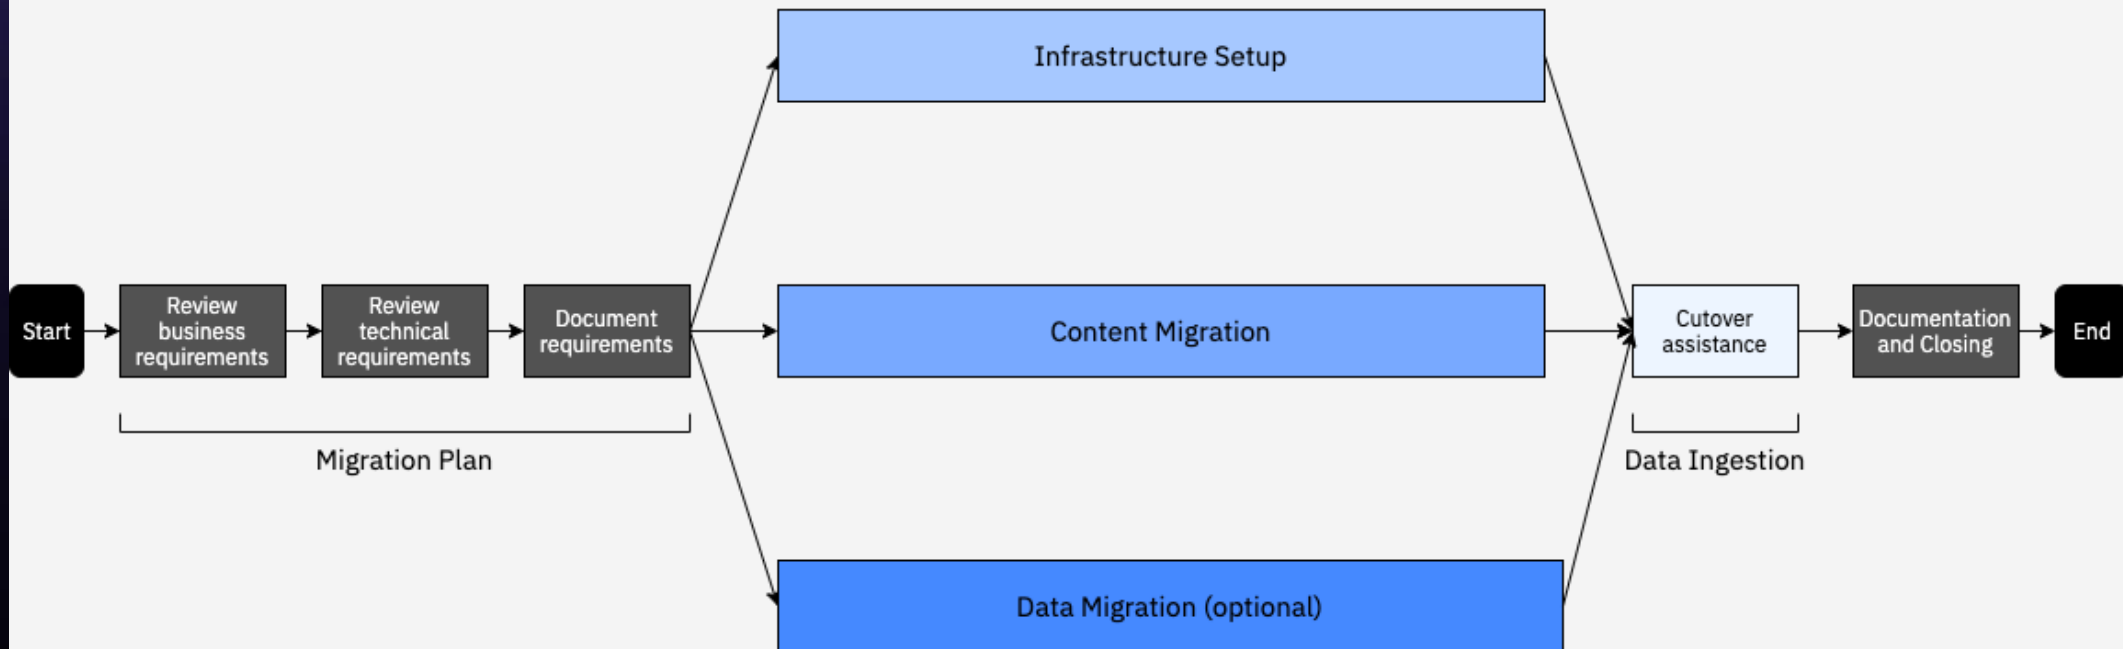 Infrastructure Setup
Start
Review
business
requirements
Review
technical
requirements
Document
requirements
Content Migration
Cutover
assistance
Documentation
and Closing
End
Migration Plan
Data Ingestion
Data Migration (optional)